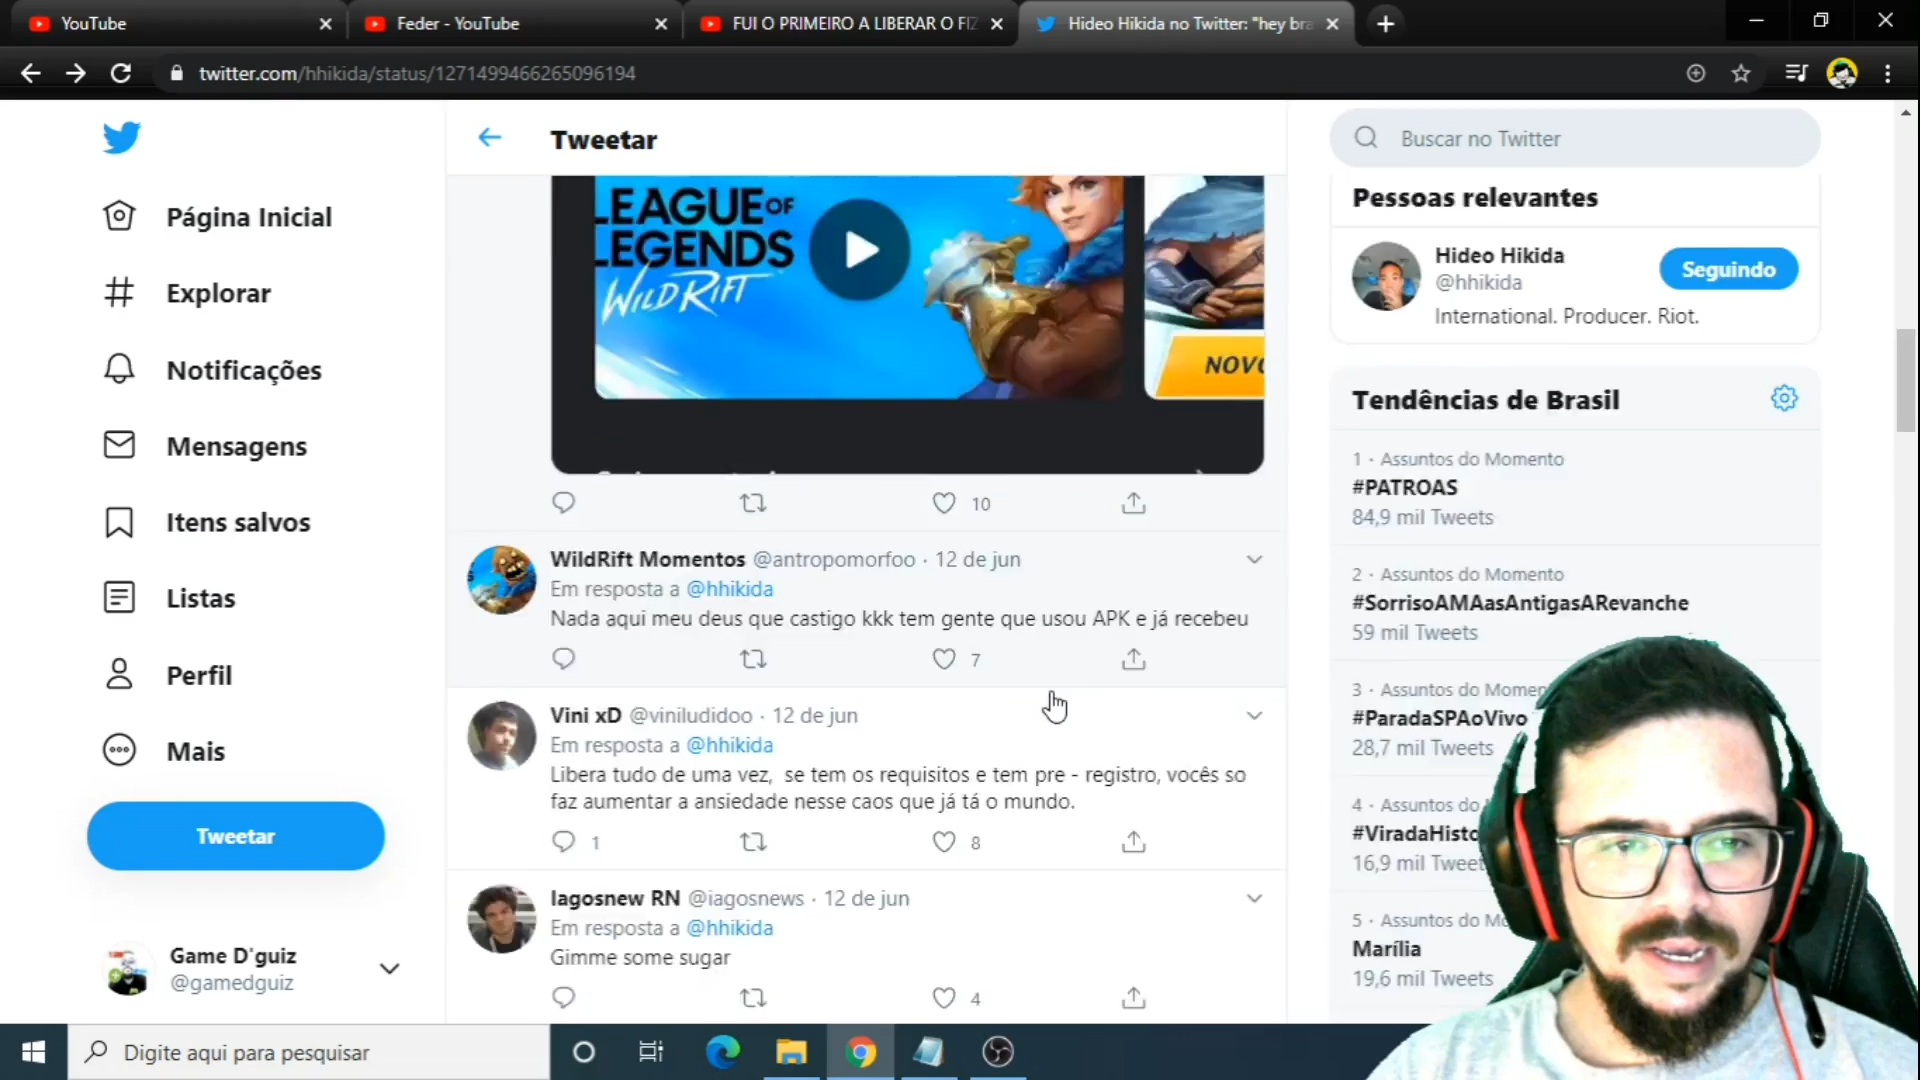 YouTube
Feder - YouTube
FUI O PRIMEIRO A LIBERAR O FIZ
Hideo Hikida no Twitter: "hey bra
twitter.com/hhikida/status/1271499466265096194
Tweetar
Buscar no Twitter
Página Inicial
Explorar
Notificações
Mensagens
Itens salvos
Listas
Perfil
Mais
Tweetar
Game D'guiz
@gamedguiz
LEAGUE OF
LEGENDS
WILD RIFT
NOVO
10
WildRift Momentos @antropomorfoo · 12 de jun
Em resposta a @hhikida
Nada aqui meu deus que castigo kkk tem gente que usou APK e já recebeu
7
Vini xD @viniludidoo · 12 de jun
Em resposta a @hhikida
Libera tudo de uma vez, se tem os requisitos e tem pre - registro, vocês so
faz aumentar a ansiedade nesse caos que já tá o mundo.
1
8
Iagosnew RN @iagosnews · 12 de jun
Em resposta a @hhikida
Gimme some sugar
4
Pessoas relevantes
Hideo Hikida
@hhikida
Seguindo
International. Producer. Riot.
Tendências de Brasil
1 · Assuntos do Momento
#PATROAS
84,9 mil Tweets
2 · Assuntos do Momento
#SorrisoAMAasAntigasARevanche
59 mil Tweets
3 · Assuntos do Momen
#ParadaSPAoVivo
28,7 mil Tweets
4 · Assuntos do
#ViradaHisto
16,9 mil Tweet
5 · Assuntos do Mo
Marília
19,6 mil Tweets
Digite aqui para pesquisar